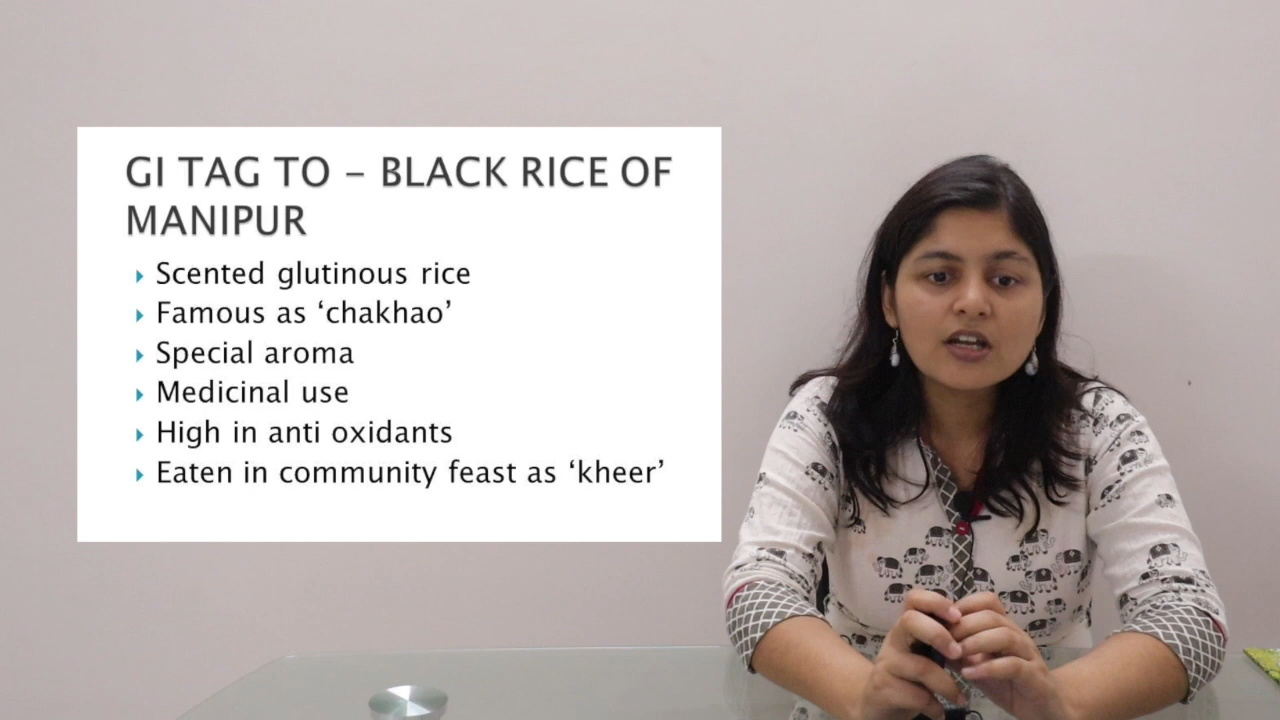 GI TAG TO – BLACK RICE OF
MANIPUR
Scented glutinous rice
Famous as ‘chakhao’
Special aroma
Medicinal use
High in anti oxidants
Eaten in community feast as ‘kheer’